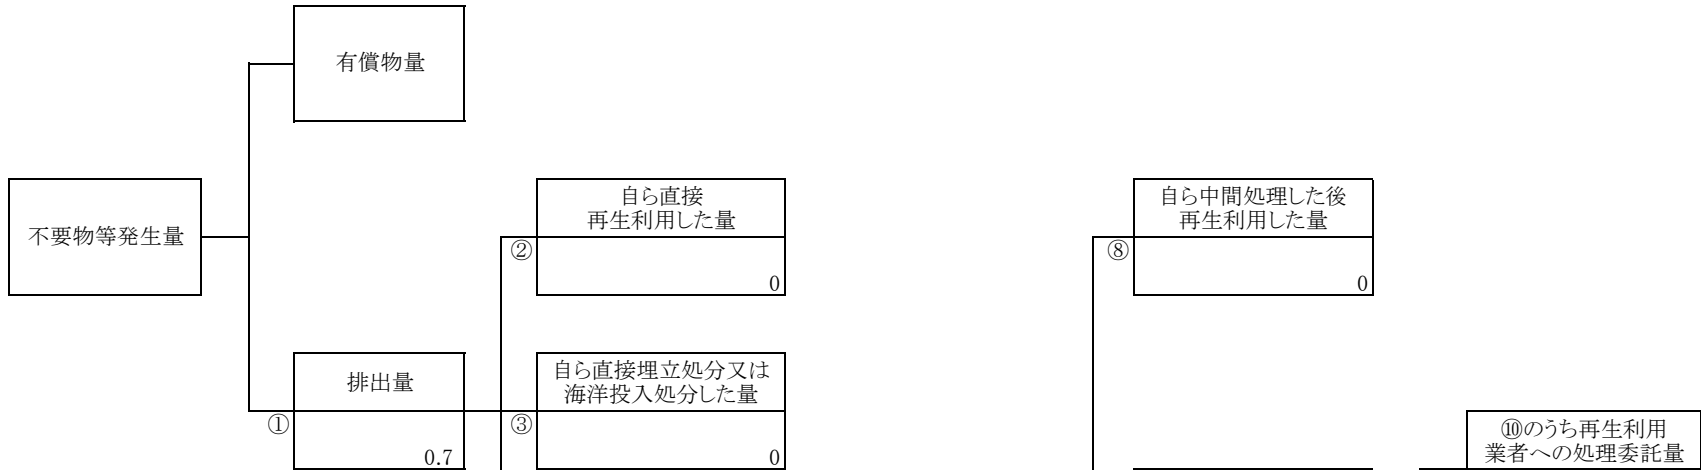 有償物量
不要物等発生量
自ら直接
再生利用した量
②
0
自ら中間処理した後
再生利用した量
⑧
0
排出量
①
0.7
自ら直接埋立処分又は
海洋投入処分した量
③
0
⑩のうち再生利用
業者への処理委託量